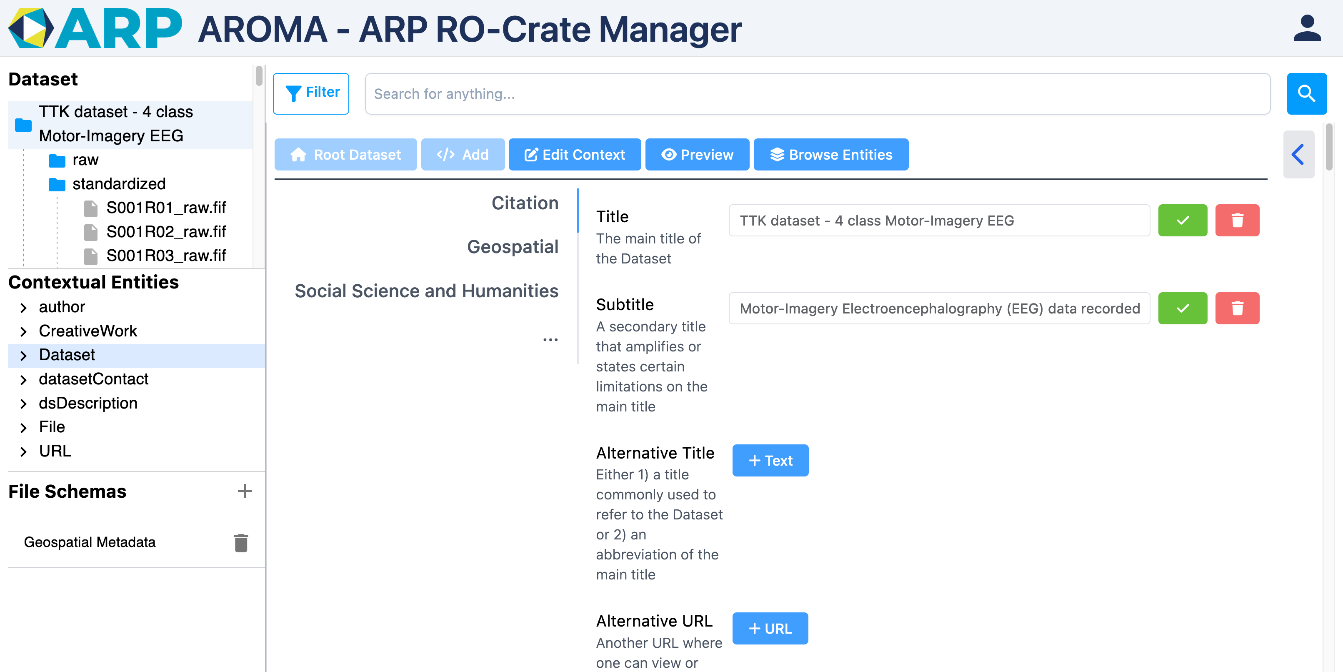 ARP AROMA - ARP RO-Crate Manager
Dataset
TTK dataset - 4 class
Motor-Imagery EEG
raw
standardized
S001R01_raw.fif
S001R02_raw.fif
S001R03_raw.fif
Contextual Entities
author
CreativeWork
Dataset
datasetContact
dsDescription
File
URL
File Schemas
Geospatial Metadata
Filter
Search for anything...
Root Dataset
</> Add
Edit Context
Preview
Browse Entities
Citation
Geospatial
Social Science and Humanities
...
Title
The main title of
the Dataset
TTK dataset - 4 class Motor-Imagery EEG
Subtitle
A secondary title
that amplifies or
states certain
limitations on the
main title
Motor-Imagery Electroencephalography (EEG) data recorded
Alternative Title
Either 1) a title
commonly used to
refer to the Dataset
or 2) an
abbreviation of the
main title
+ Text
Alternative URL
Another URL where
one can view or
+ URL